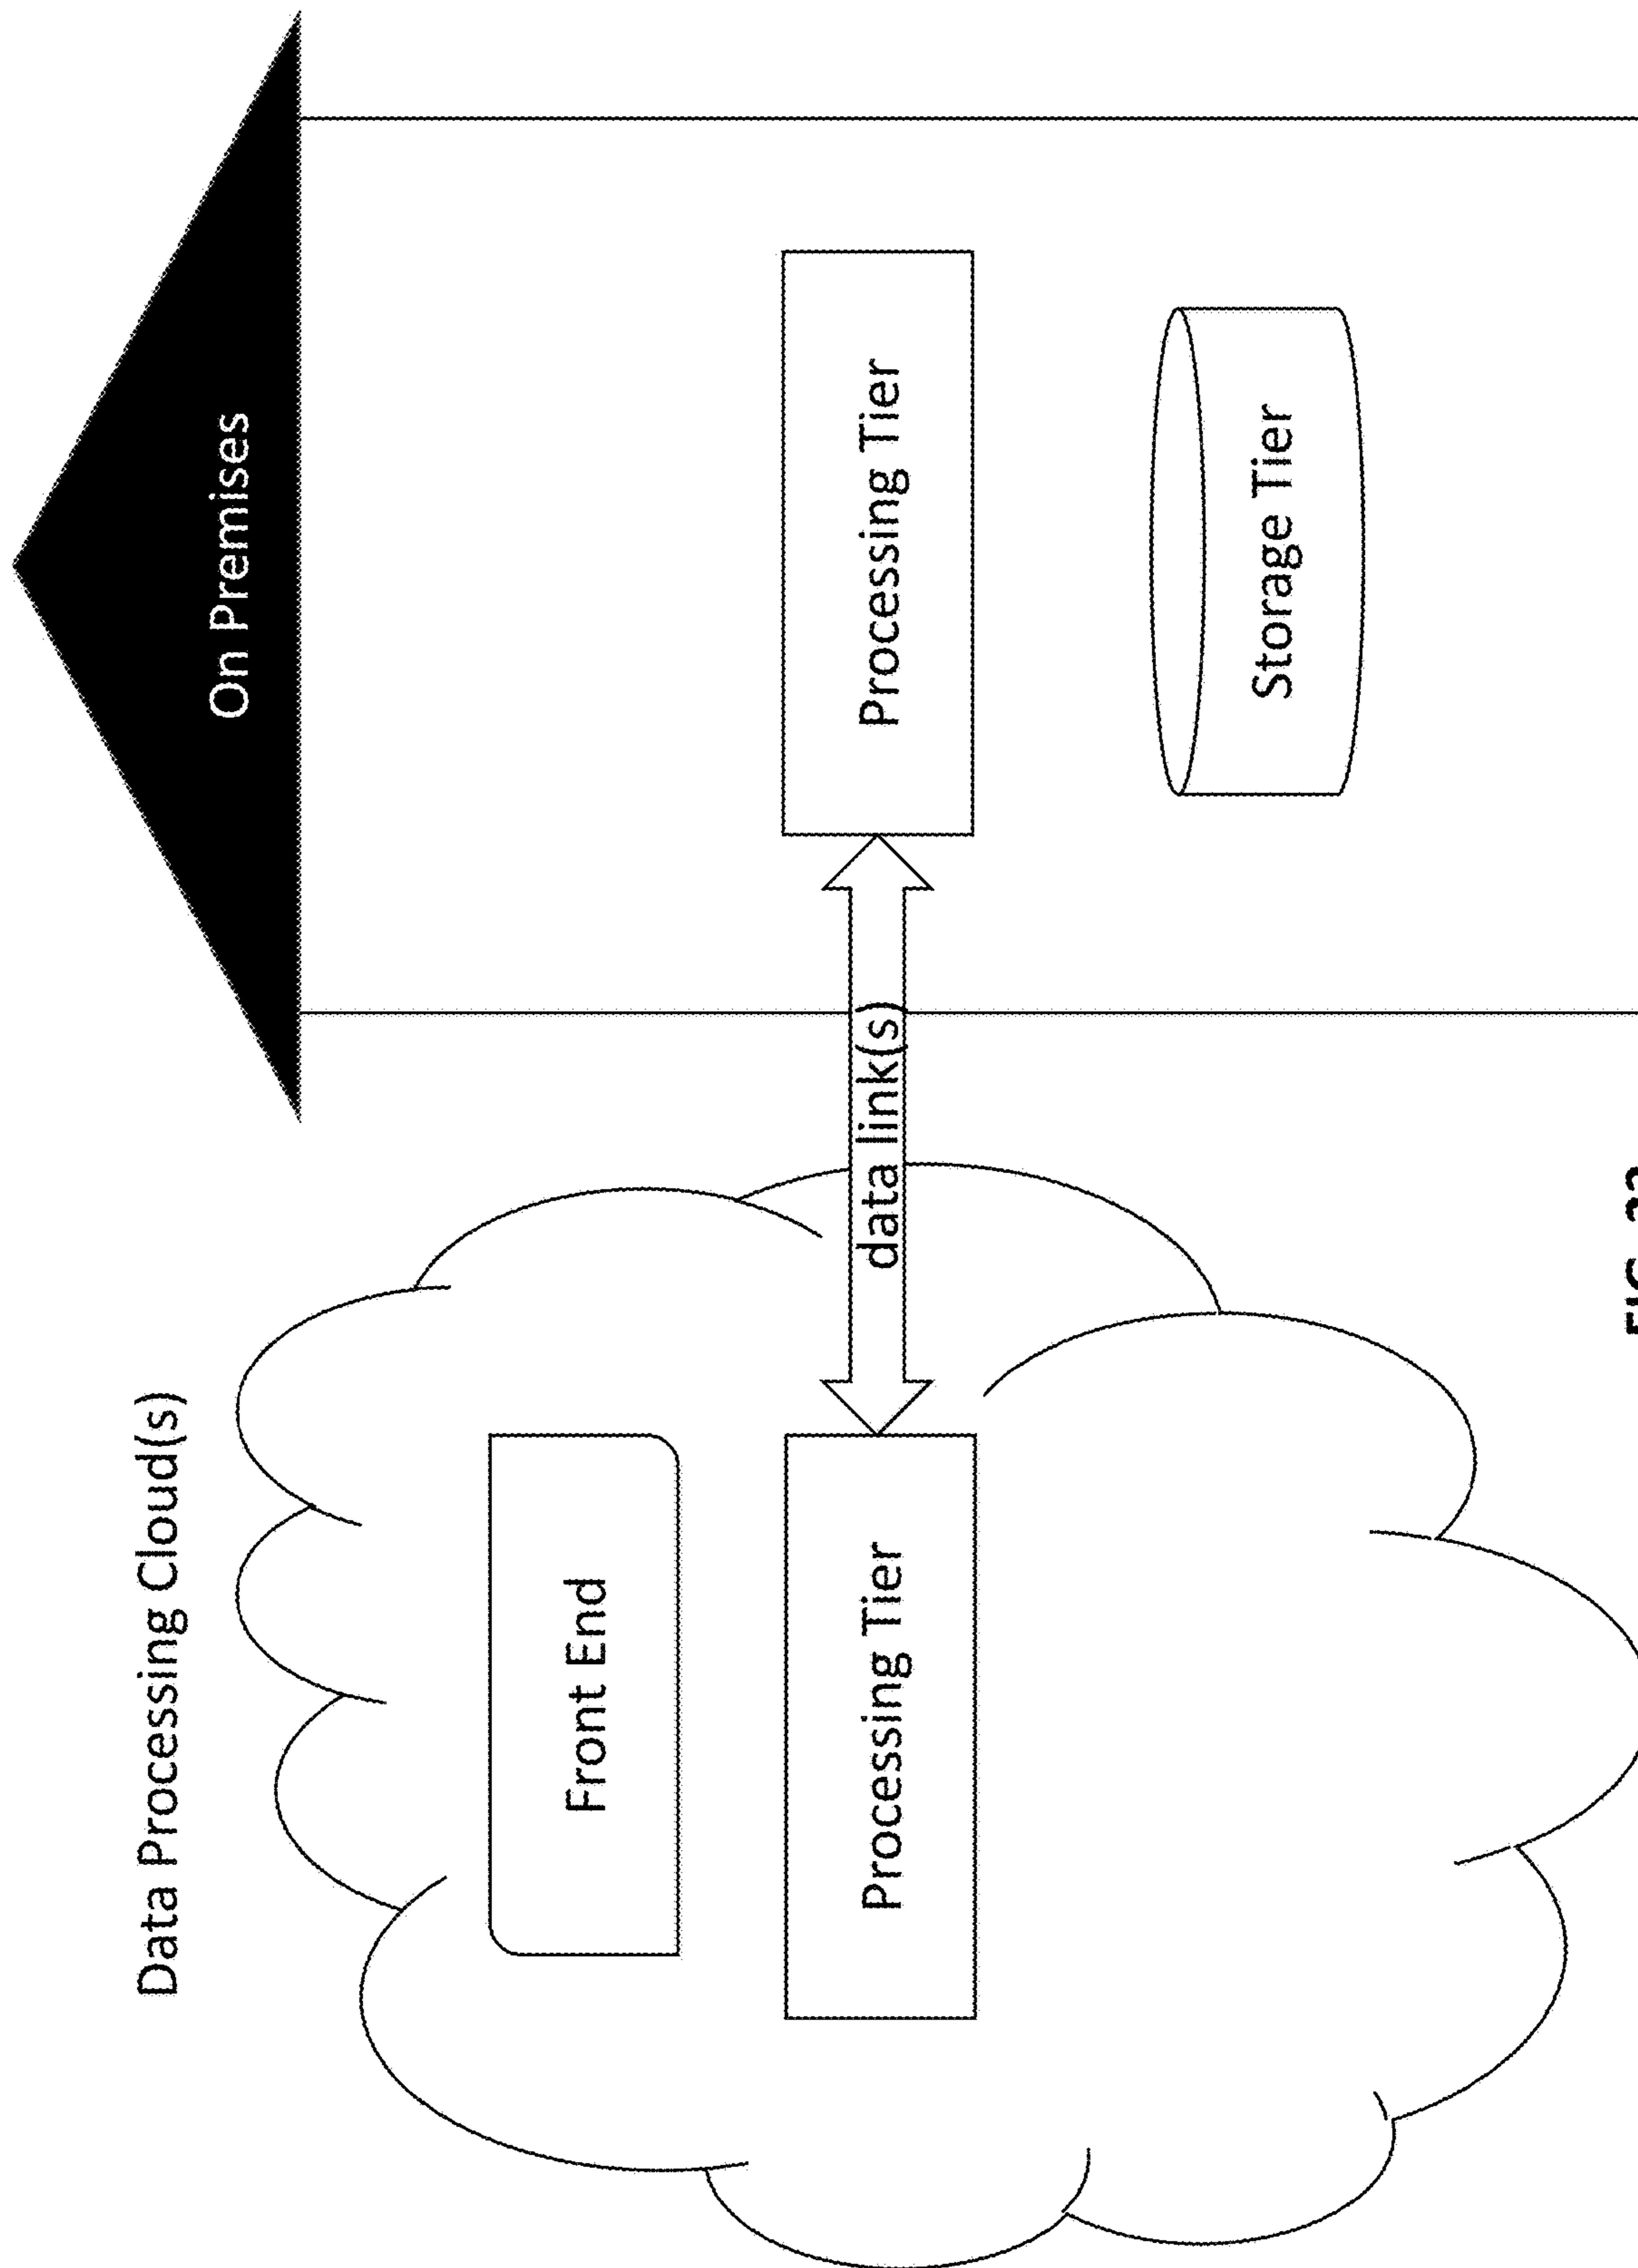 Data Processing Cloud(s)
On Premises
Front End
Processing Tier
data link(s)
Processing Tier
Storage Tier